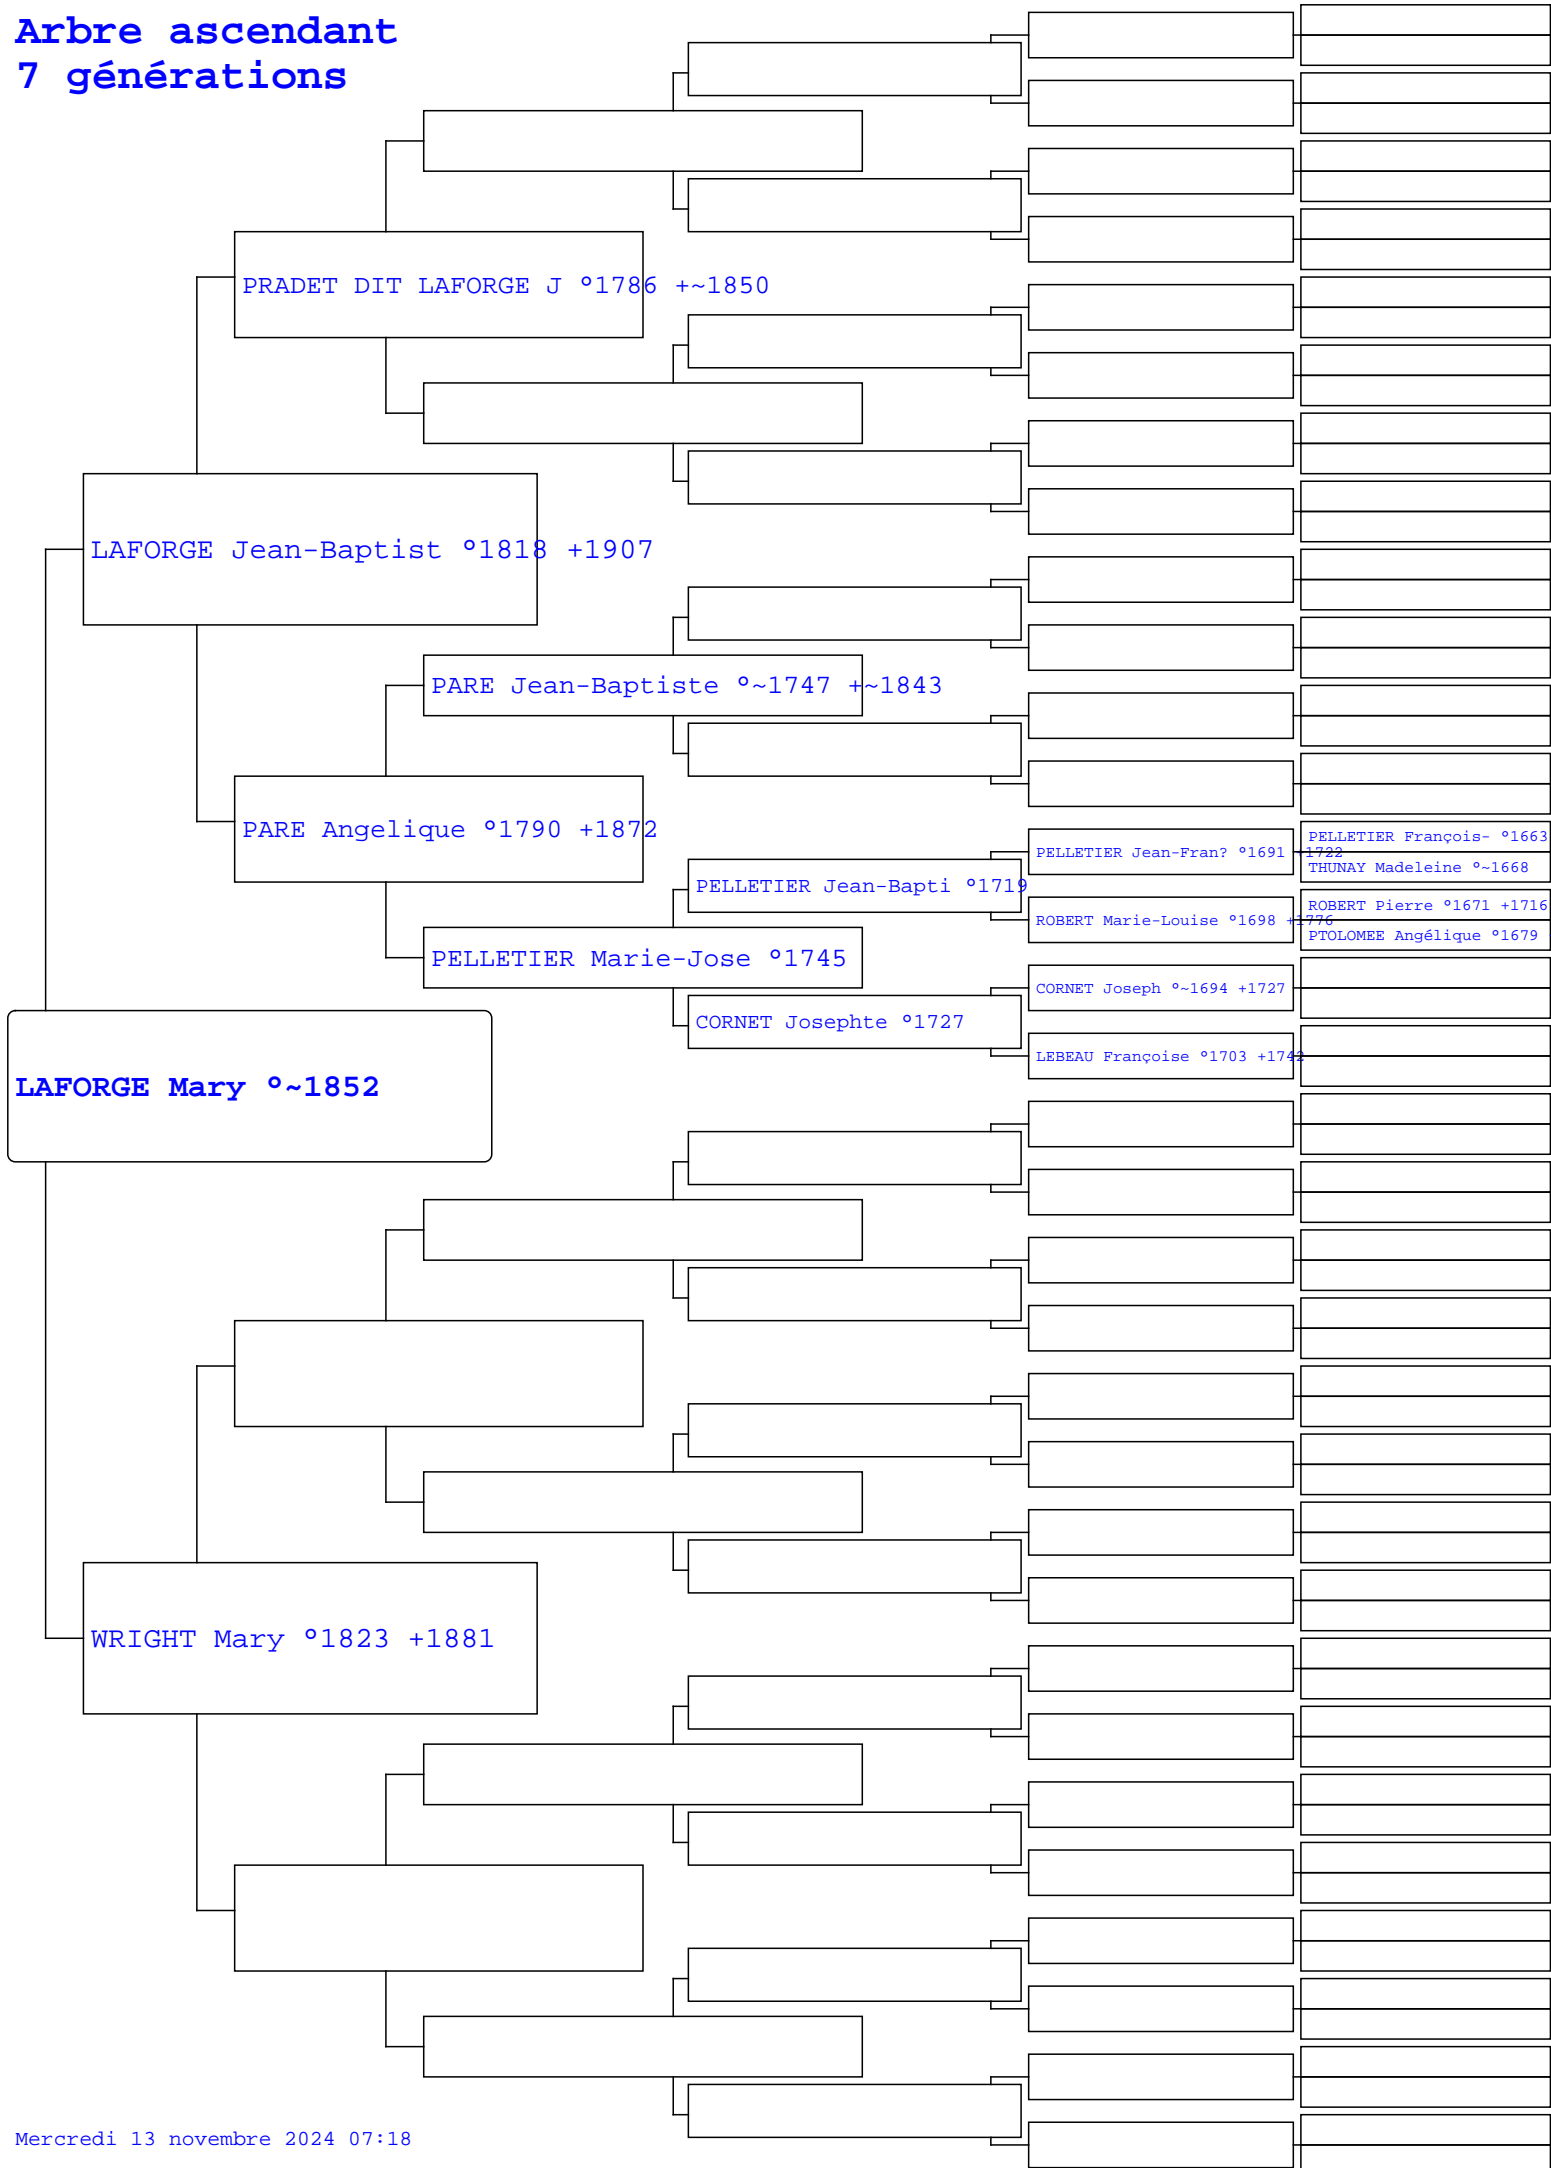 Arbre ascendant
7 générations
PRADET DIT LAFORGE J °1786 +~1850
LAFORGE Jean-Baptist °1818 +1907
PARE Jean-Baptiste °~1747 +~1843
PARE Angelique °1790 +1872
PELLETIER Jean-Fran? °1691 +1722
PELLETIER François- °1663
THUNAY Madeleine °~1668
PELLETIER Jean-Bapti °1719
ROBERT Marie-Louise °1698 +1776
ROBERT Pierre °1671 +1716
PTOLOMEE Angélique °1679
PELLETIER Marie-Jose °1745
CORNET Joseph °~1694 +1727
CORNET Josephte °1727
LEBEAU Françoise °1703 +1742
LAFORGE Mary °~1852
WRIGHT Mary °1823 +1881
Mercredi 13 novembre 2024 07:18